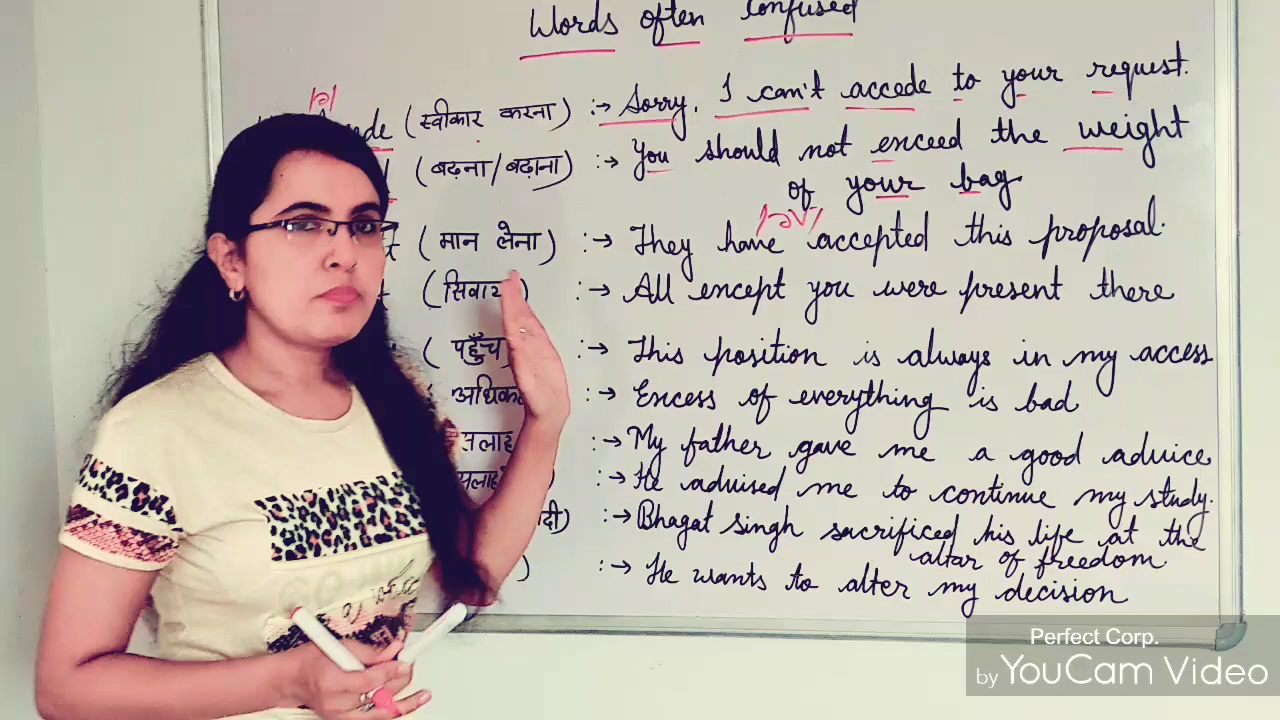 Words often confused
(स्वीकार करना) :→ Sorry, I can't accede to your request.
(बढ़ना/बढ़ाना) :→ You should not exceed the weight
of your bag
(मान लेना) :→ They have accepted this proposal.
(सिवाय) :→ All except you were present there
( पहुँच :→ This position is always in my access
:→ Excess of everything is bad
सलाह :→ My father gave me a good advice
:→ He advised me to continue my study.
:→ Bhagat singh sacrificed his life at the
altar of freedom
) :→ He wants to alter my decision
Perfect Corp.
by YouCam Video